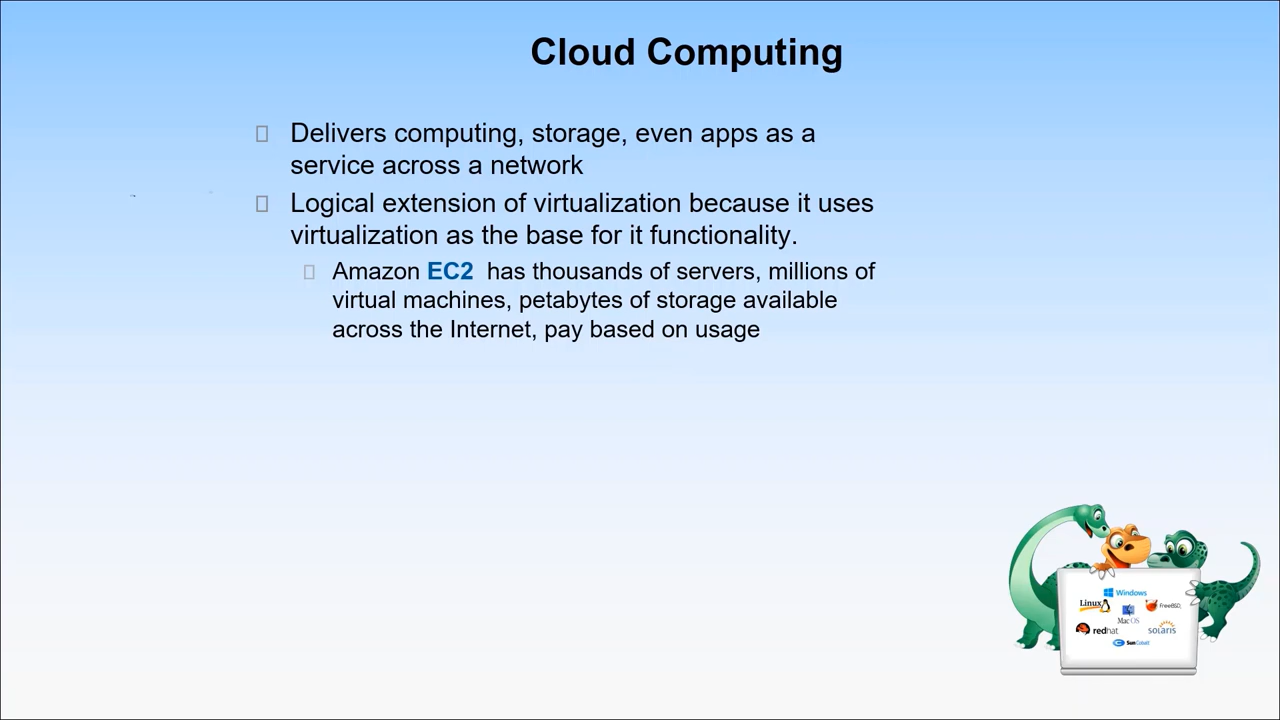 Cloud Computing
Delivers computing, storage, even apps as a
service across a network
Logical extension of virtualization because it uses
virtualization as the base for it functionality.
Amazon EC2 has thousands of servers, millions of
virtual machines, petabytes of storage available
across the Internet, pay based on usage
Windows
Linux
FreeBSD
Mac OS
redhat
solaris
Sun Cobalt